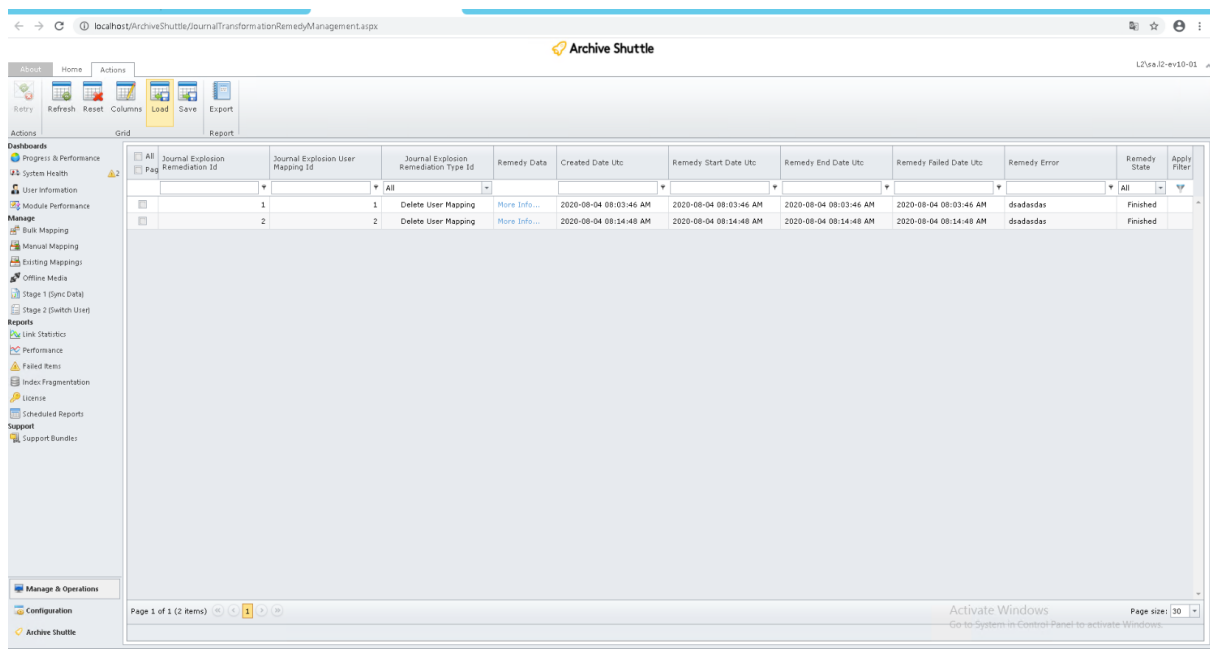 localhost/ArchiveShuttle/JournalTransformationRemedyManagement.aspx
Archive Shuttle
About Home Actions
L2\sa.l2-ev10-01
Retry Refresh Reset Columns Load Save Export
Actions Grid Report
Dashboards
Progress & Performance
System Health 2
User Information
Module Performance
Manage
Bulk Mapping
Manual Mapping
Existing Mappings
Offline Media
Stage 1 (Sync Data)
Stage 2 (Switch User)
Reports
Link Statistics
Performance
Failed Items
Index Fragmentation
License
Scheduled Reports
Support
Support Bundles
Manage & Operations
Configuration
Archive Shuttle
All
Pag
Journal Explosion
Remediation Id
Journal Explosion User
Mapping Id
Journal Explosion
Remediation Type Id
Remedy Data
Created Date Utc
Remedy Start Date Utc
Remedy End Date Utc
Remedy Failed Date Utc
Remedy Error
Remedy
State
Apply
Filter
All All
1 1 Delete User Mapping More Info... 2020-08-04 08:03:46 AM 2020-08-04 08:03:46 AM 2020-08-04 08:03:46 AM 2020-08-04 08:03:46 AM dsadasdas Finished
2 2 Delete User Mapping More Info... 2020-08-04 08:14:48 AM 2020-08-04 08:14:48 AM 2020-08-04 08:14:48 AM 2020-08-04 08:14:48 AM dsadasdas Finished
Page 1 of 1 (2 items) 1
Page size: 30
Activate Windows
Go to System in Control Panel to activate Windows.